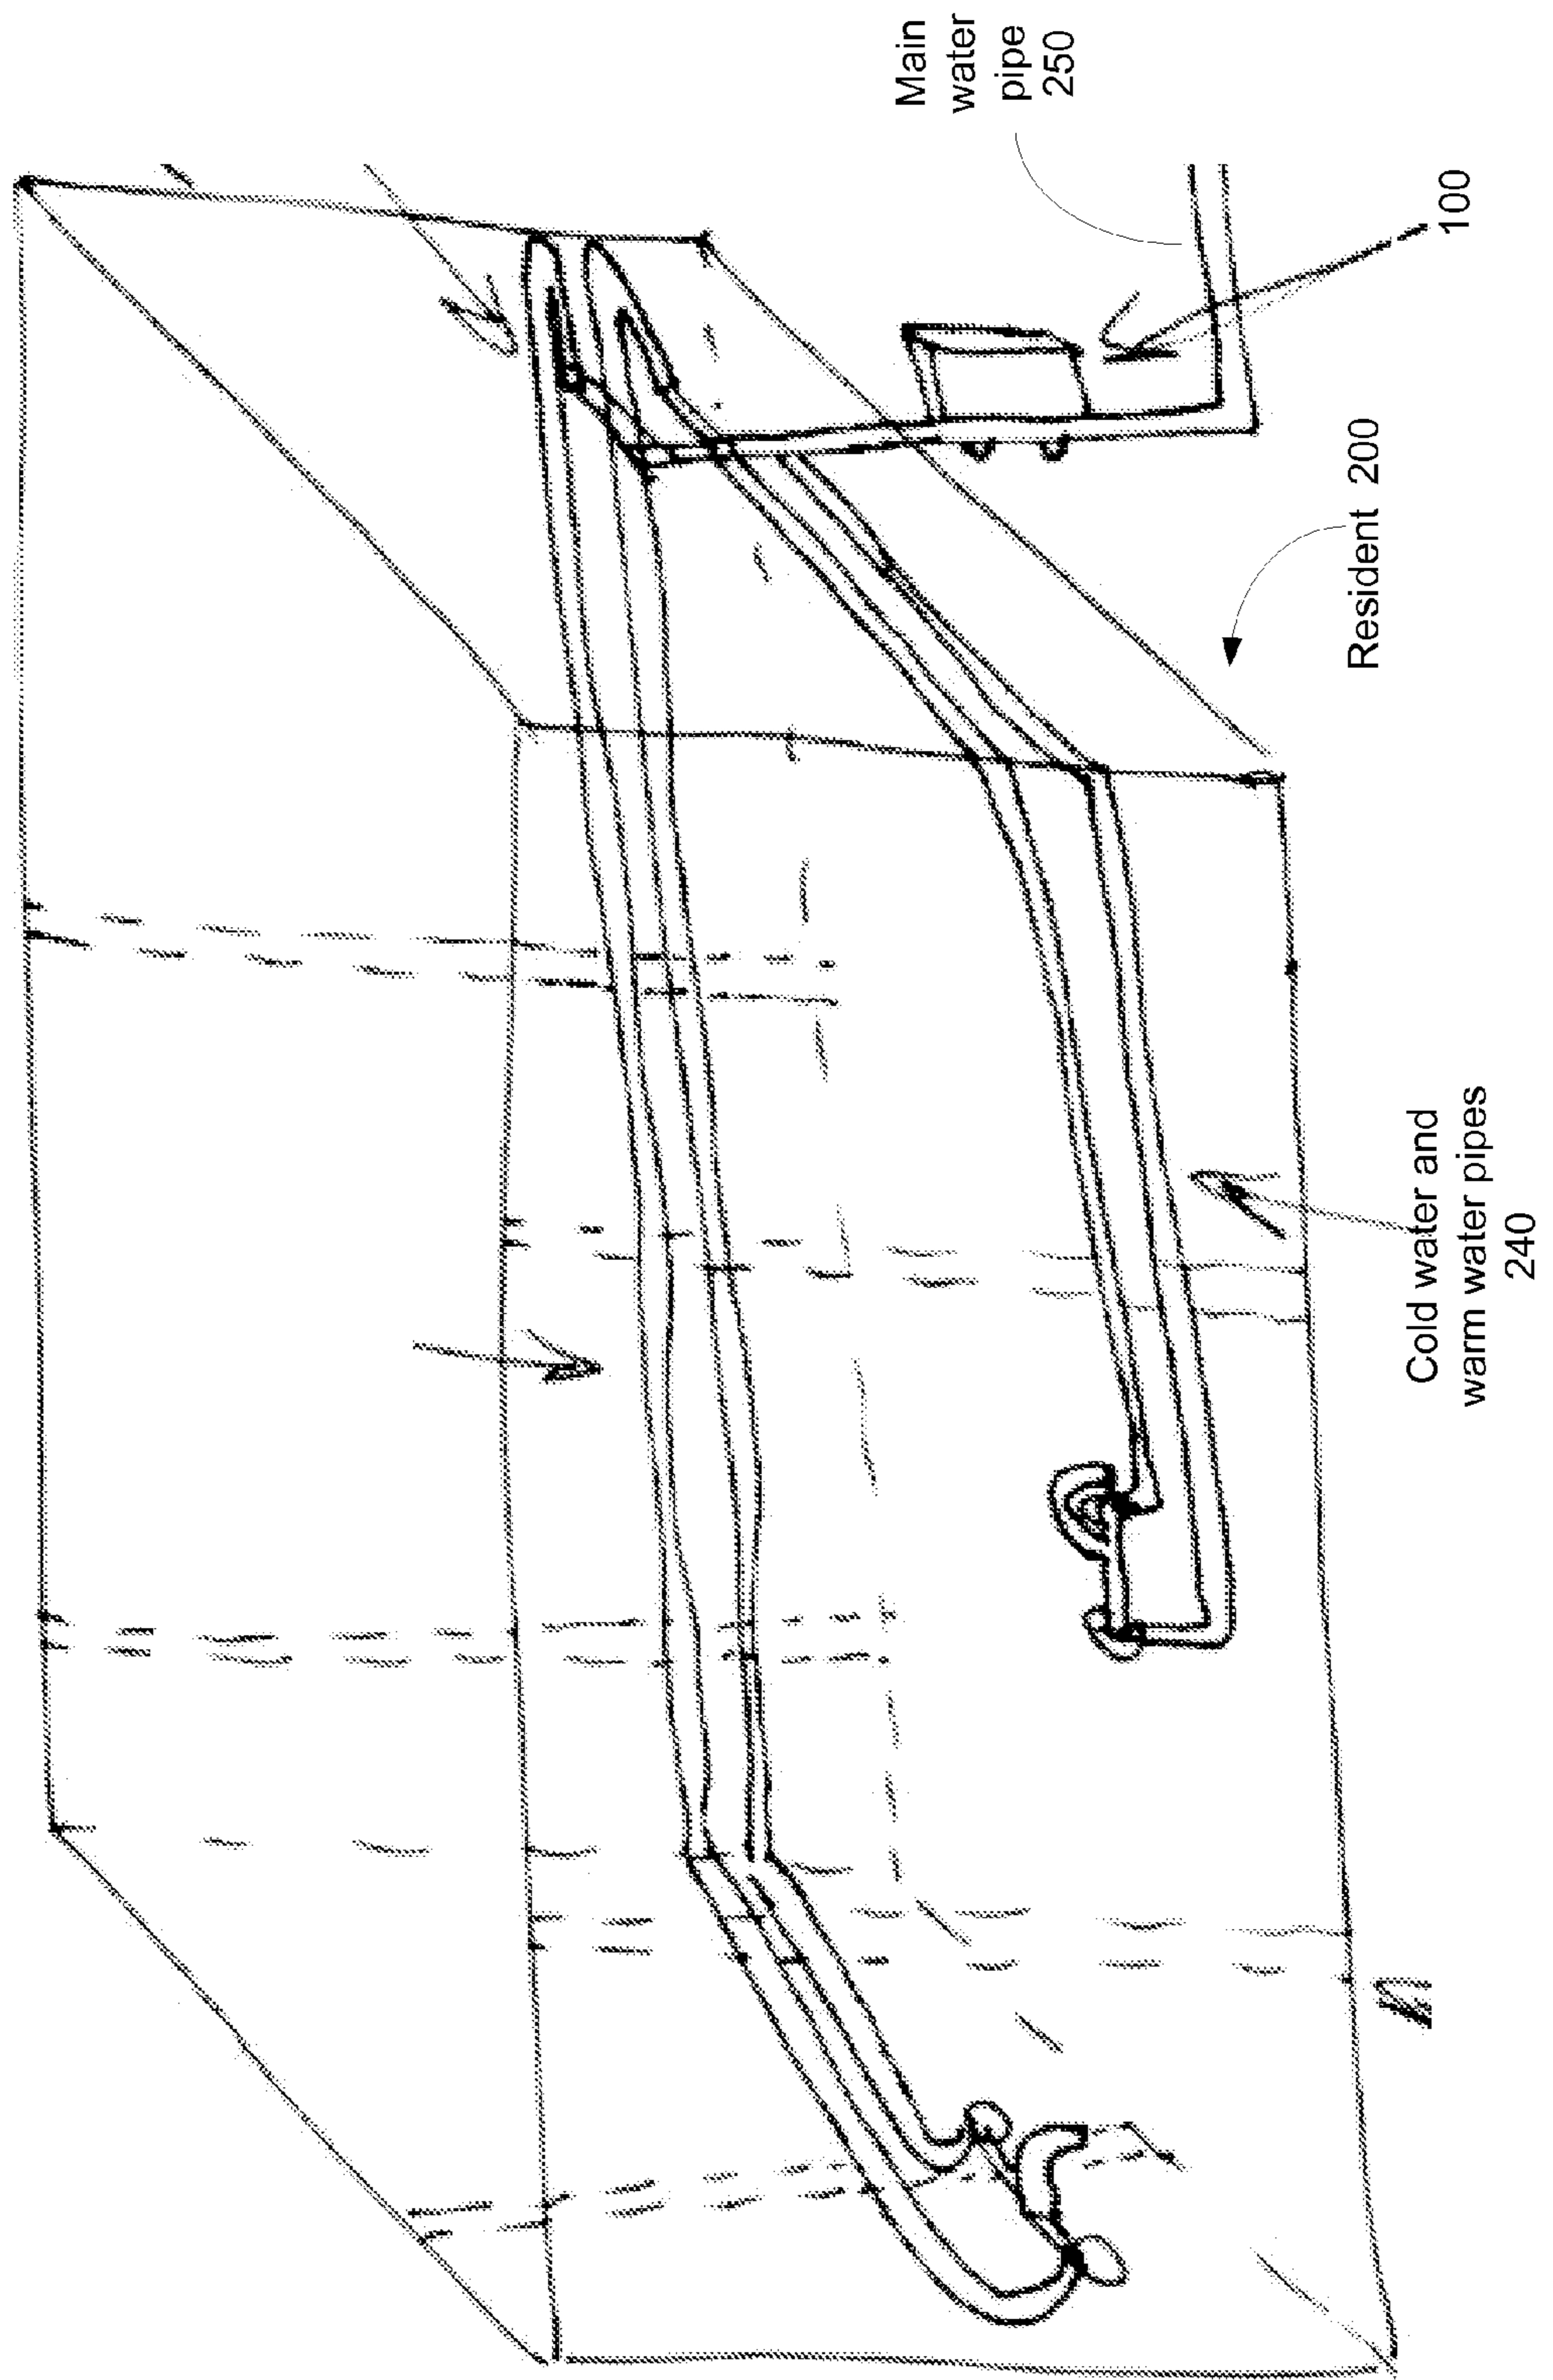 Main
water
pipe
250
100
Resident 200
Cold water and
warm water pipes
240